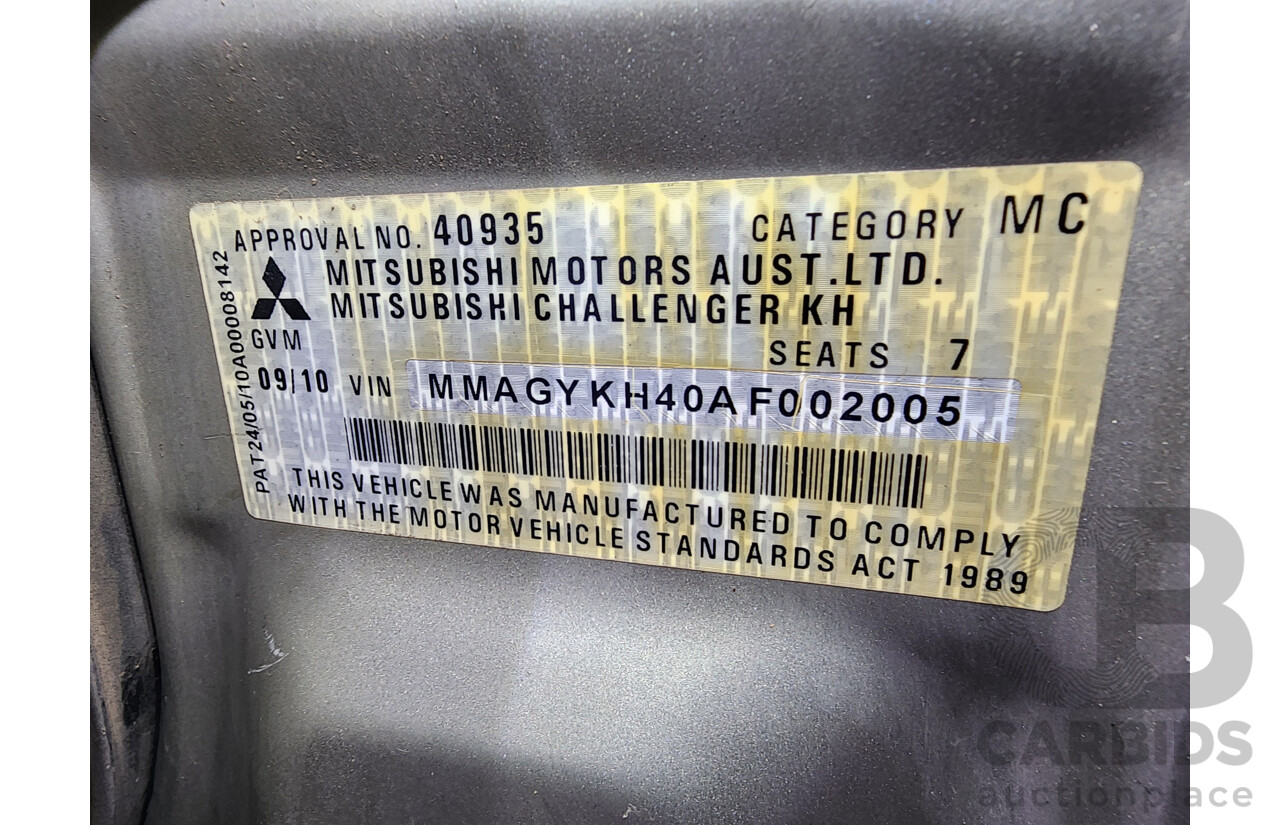 APPROVAL NO. 40935 CATEGORY MC
MITSUBISHI MOTORS AUST.LTD.
MITSUBISHI CHALLENGER KH
GVM
SEATS 7
09/10 VIN MMAGYKH40AF002005
THIS VEHICLE WAS MANUFACTURED TO COMPLY
WITH THE MOTOR VEHICLE STANDARDS ACT 1989
PAT24/05/10A00008142
B
CARBIDS
auctionplace